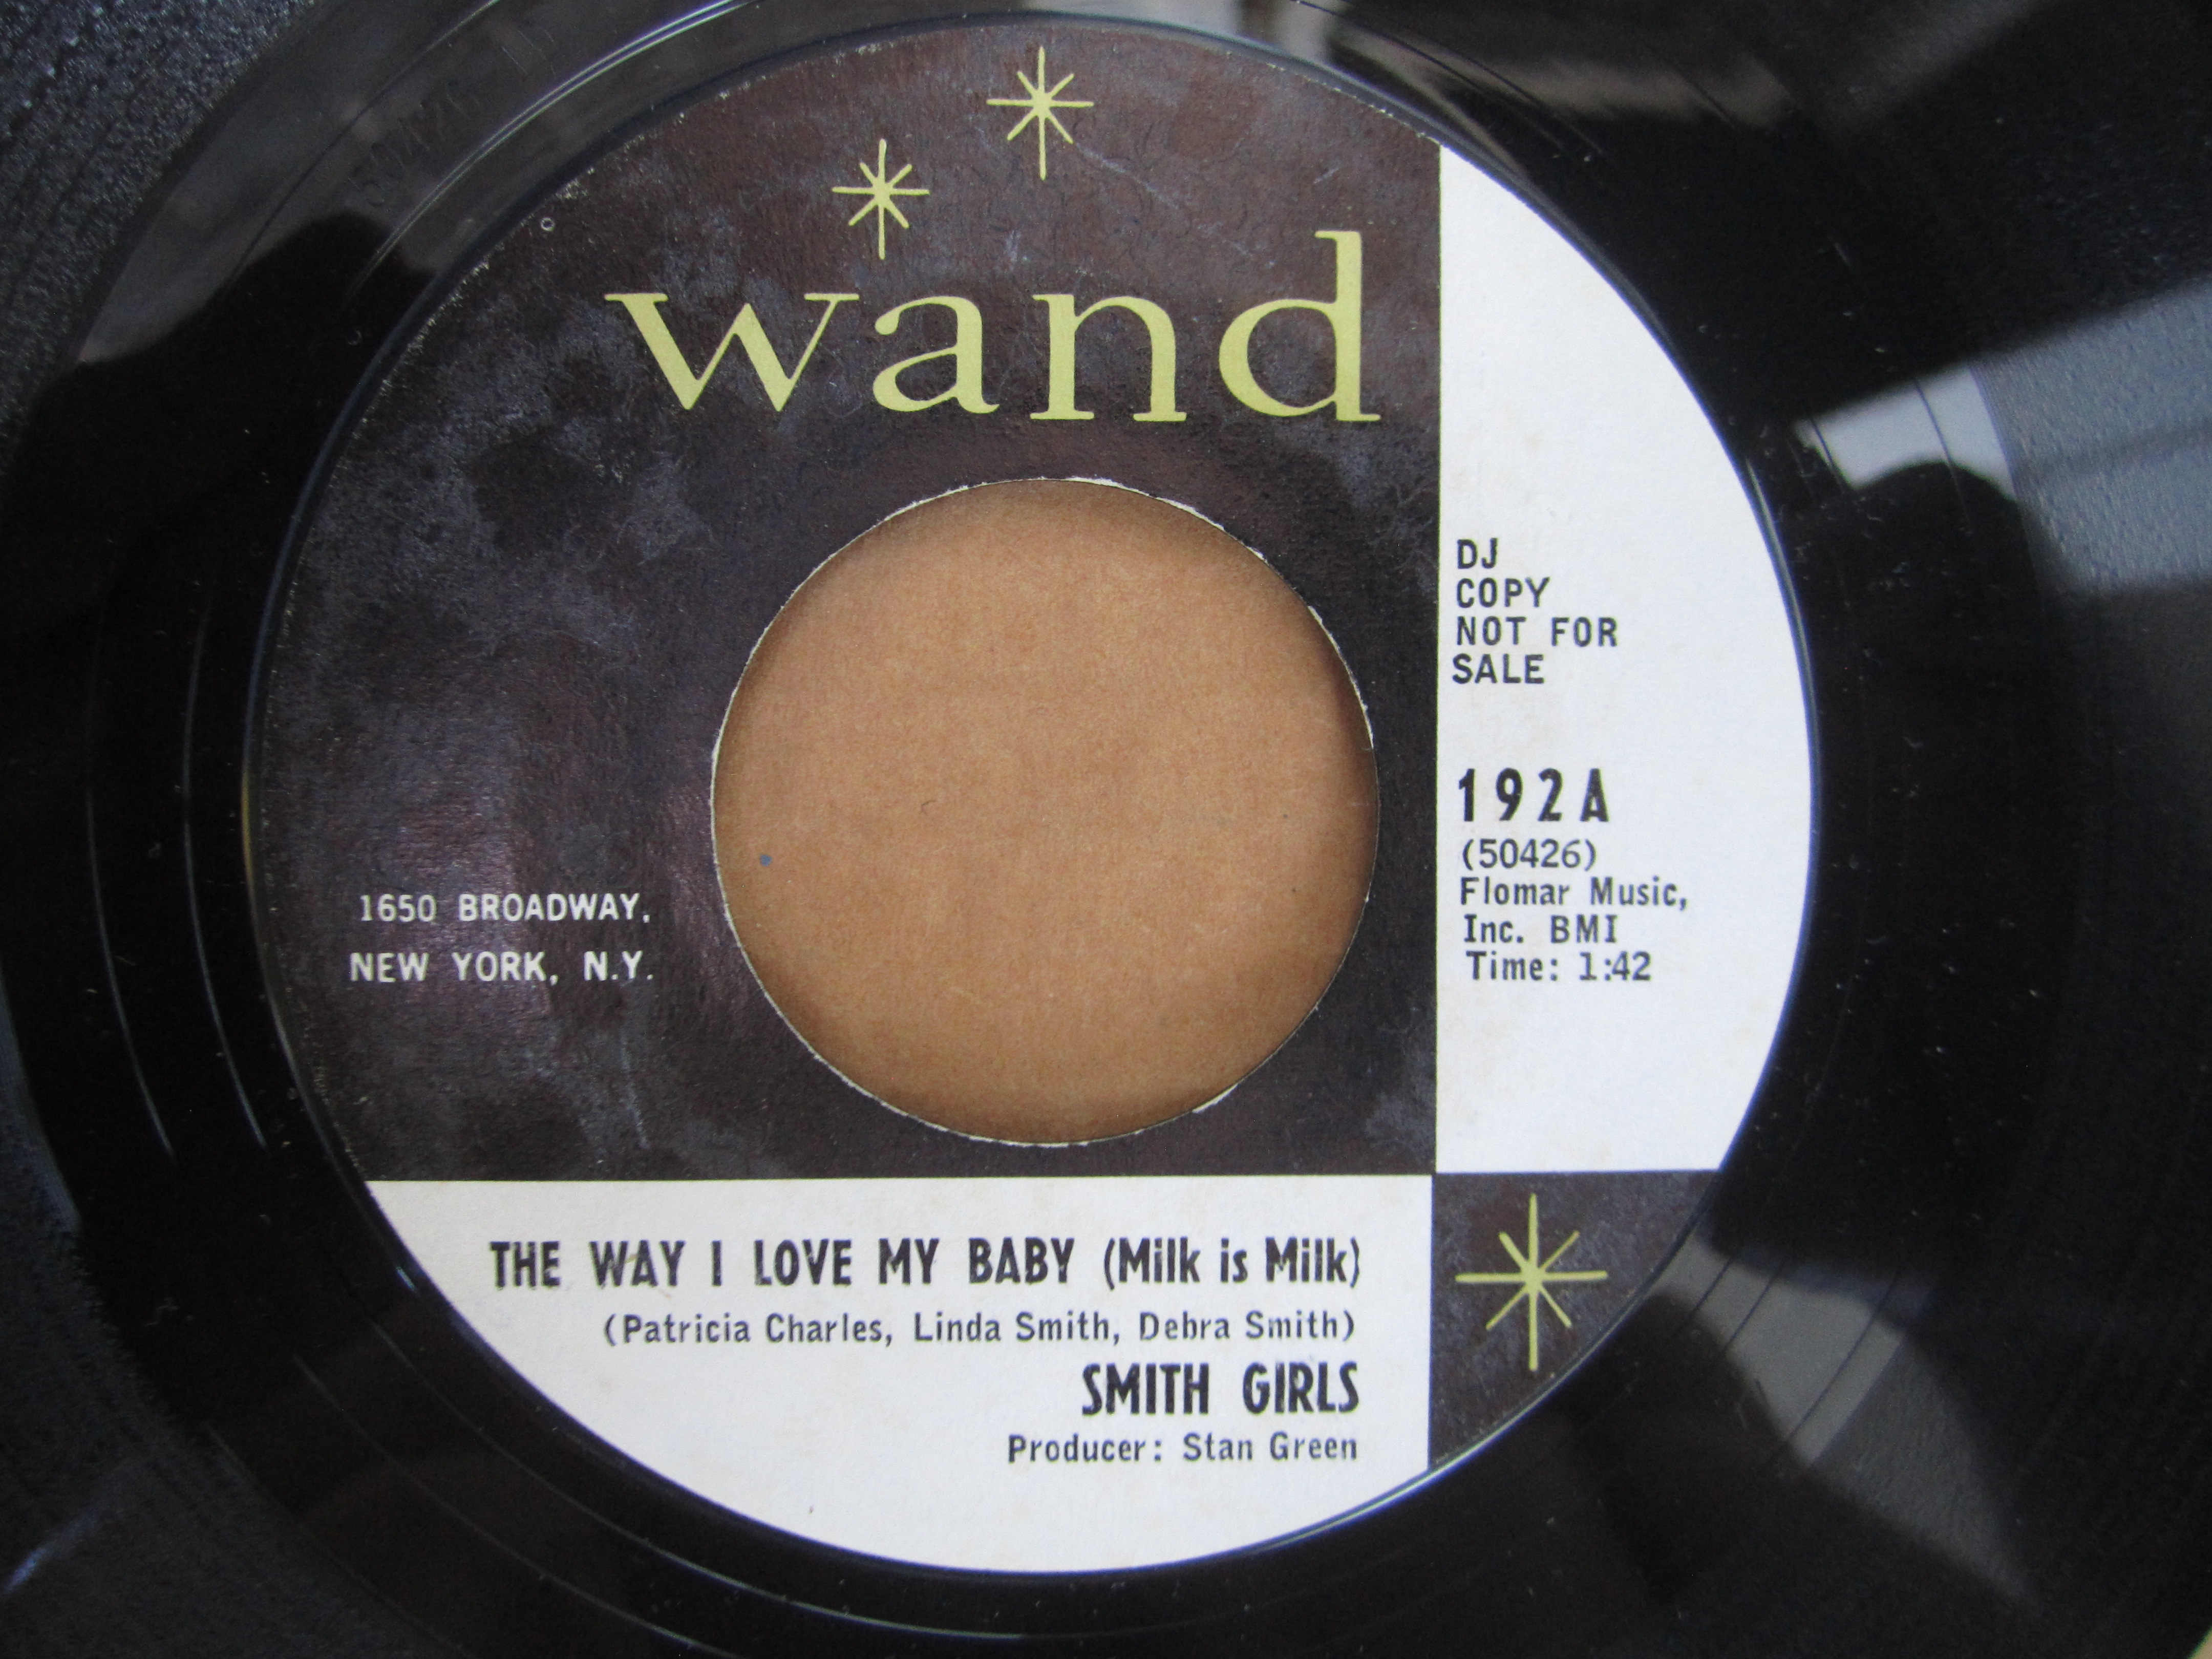 wand
DJ
COPY
NOT FOR
SALE
192A
(50426)
Flomar Music,
Inc. BMI
Time: 1:42
1650 BROADWAY,
NEW YORK, N.Y.
THE WAY I LOVE MY BABY (Milk is Milk)
(Patricia Charles, Linda Smith, Debra Smith)
SMITH GIRLS
Producer: Stan Green